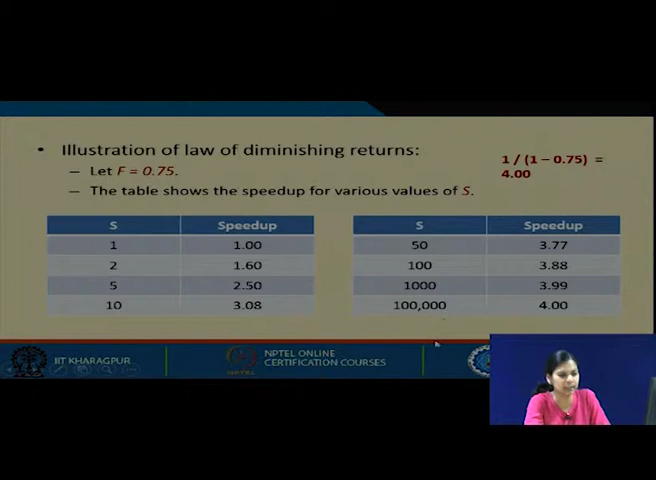 • Illustration of law of diminishing returns:
– Let F = 0.75.
– The table shows the speedup for various values of S.
1 / (1 – 0.75) =
4.00
S Speedup
1 1.00
2 1.60
5 2.50
10 3.08
S Speedup
50 3.77
100 3.88
1000 3.99
100,000 4.00
IIT KHARAGPUR
NPTEL
NPTEL ONLINE
CERTIFICATION COURSES